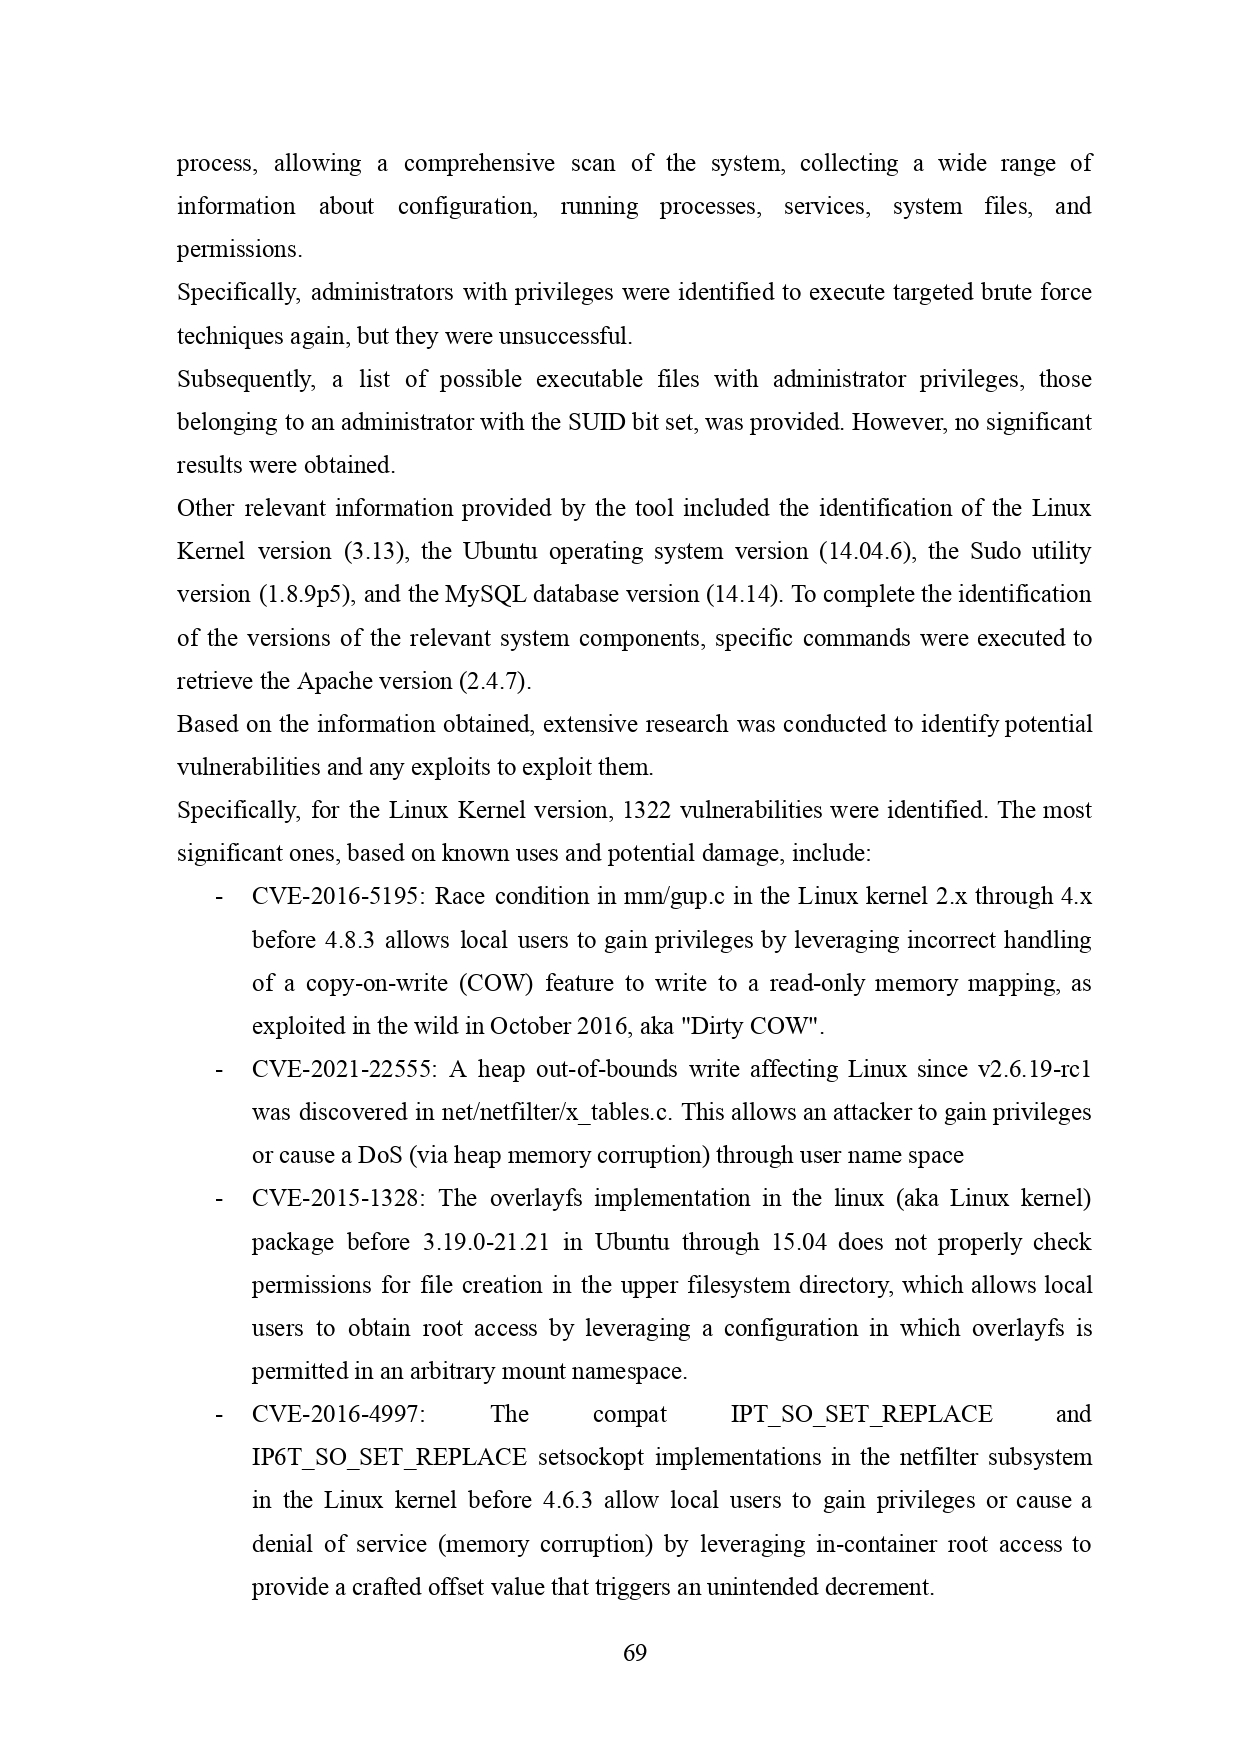 process, allowing a comprehensive scan of the system, collecting a wide range of
information about configuration, running processes, services, system files, and
permissions.
Specifically, administrators with privileges were identified to execute targeted brute force
techniques again, but they were unsuccessful.
Subsequently, a list of possible executable files with administrator privileges, those
belonging to an administrator with the SUID bit set, was provided. However, no significant
results were obtained.
Other relevant information provided by the tool included the identification of the Linux
Kernel version (3.13), the Ubuntu operating system version (14.04.6), the Sudo utility
version (1.8.9p5), and the MySQL database version (14.14). To complete the identification
of the versions of the relevant system components, specific commands were executed to
retrieve the Apache version (2.4.7).
Based on the information obtained, extensive research was conducted to identify potential
vulnerabilities and any exploits to exploit them.
Specifically, for the Linux Kernel version, 1322 vulnerabilities were identified. The most
significant ones, based on known uses and potential damage, include:
- CVE-2016-5195: Race condition in mm/gup.c in the Linux kernel 2.x through 4.x
before 4.8.3 allows local users to gain privileges by leveraging incorrect handling
of a copy-on-write (COW) feature to write to a read-only memory mapping, as
exploited in the wild in October 2016, aka "Dirty COW".
- CVE-2021-22555: A heap out-of-bounds write affecting Linux since v2.6.19-rc1
was discovered in net/netfilter/x_tables.c. This allows an attacker to gain privileges
or cause a DoS (via heap memory corruption) through user name space
- CVE-2015-1328: The overlayfs implementation in the linux (aka Linux kernel)
package before 3.19.0-21.21 in Ubuntu through 15.04 does not properly check
permissions for file creation in the upper filesystem directory, which allows local
users to obtain root access by leveraging a configuration in which overlayfs is
permitted in an arbitrary mount namespace.
- CVE-2016-4997: The compat IPT_SO_SET_REPLACE and
IP6T_SO_SET_REPLACE setsockopt implementations in the netfilter subsystem
in the Linux kernel before 4.6.3 allow local users to gain privileges or cause a
denial of service (memory corruption) by leveraging in-container root access to
provide a crafted offset value that triggers an unintended decrement.
69